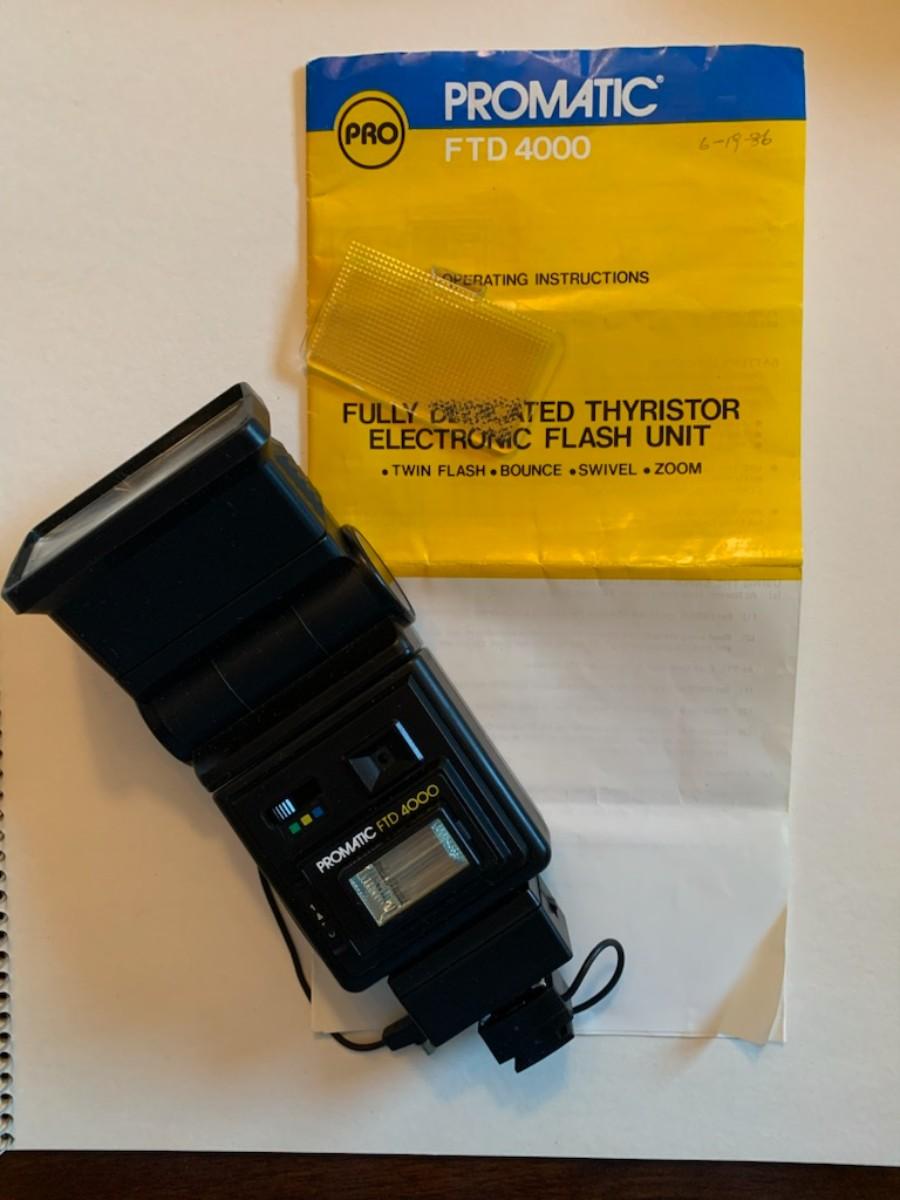 PROMATIC®
PRO
FTD 4000
6-19-86
OPERATING INSTRUCTIONS
FULLY DEDICATED THYRISTOR
ELECTRONIC FLASH UNIT
• TWIN FLASH • BOUNCE • SWIVEL • ZOOM
PROMATIC FTD 4000